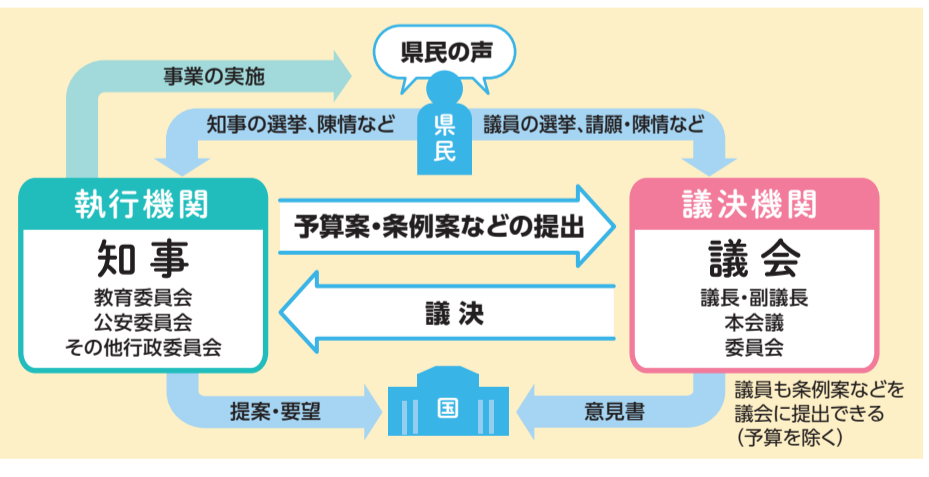 県民の声
事業の実施
知事の選挙、陳情など
県民
議員の選挙、請願・陳情など
執行機関
知事
教育委員会
公安委員会
その他行政委員会
予算案・条例案などの提出
議決
議決機関
議会
議長・副議長
本会議
委員会
提案・要望
国
意見書
議員も条例案などを
議会に提出できる
（予算を除く）